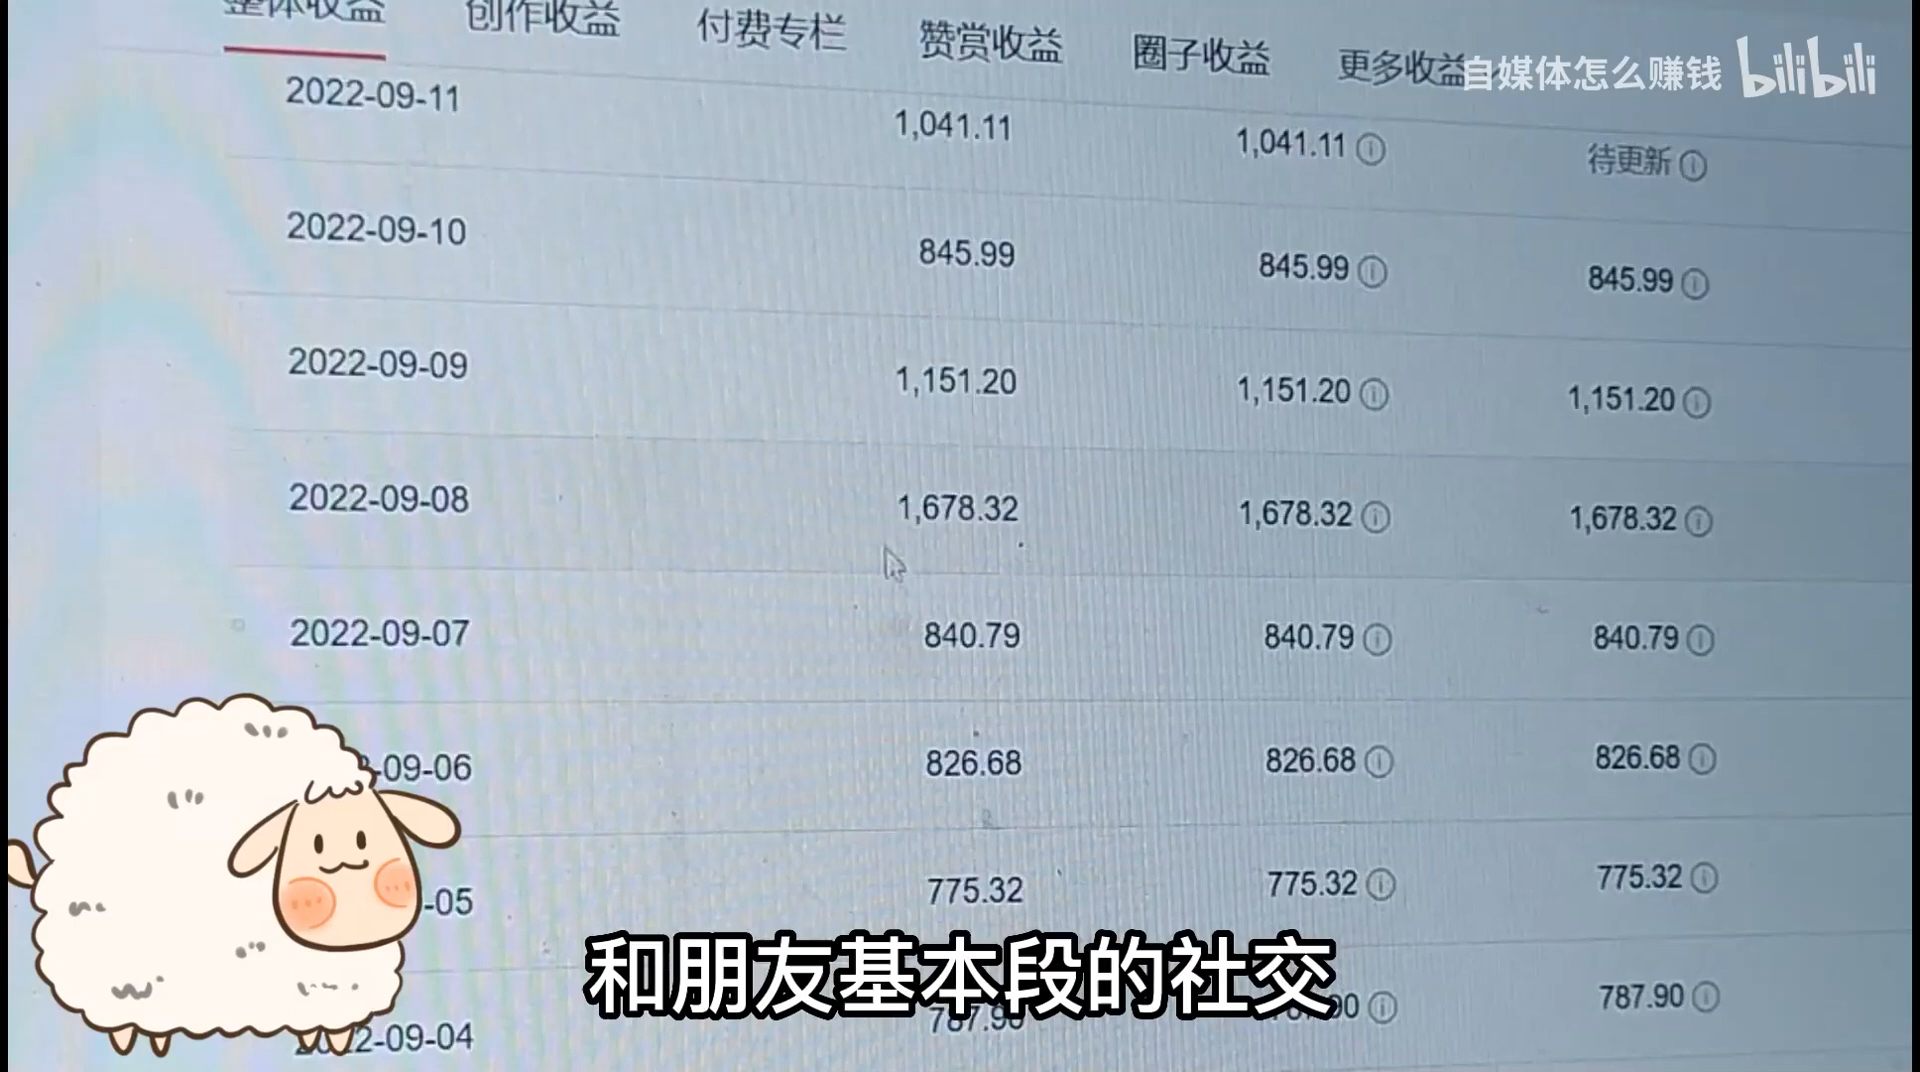 整体收益 创作收益 付费专栏 赞赏收益 圈子收益 更多收益
自媒体怎么赚钱 bilibili
2022-09-11 1,041.11 1,041.11 待更新
2022-09-10 845.99 845.99 845.99
2022-09-09 1,151.20 1,151.20 1,151.20
2022-09-08 1,678.32 1,678.32 1,678.32
2022-09-07 840.79 840.79 840.79
-09-06 826.68 826.68 826.68
-05 775.32 775.32 775.32
2-09-04 787.90 787.90
和朋友基本段的社交